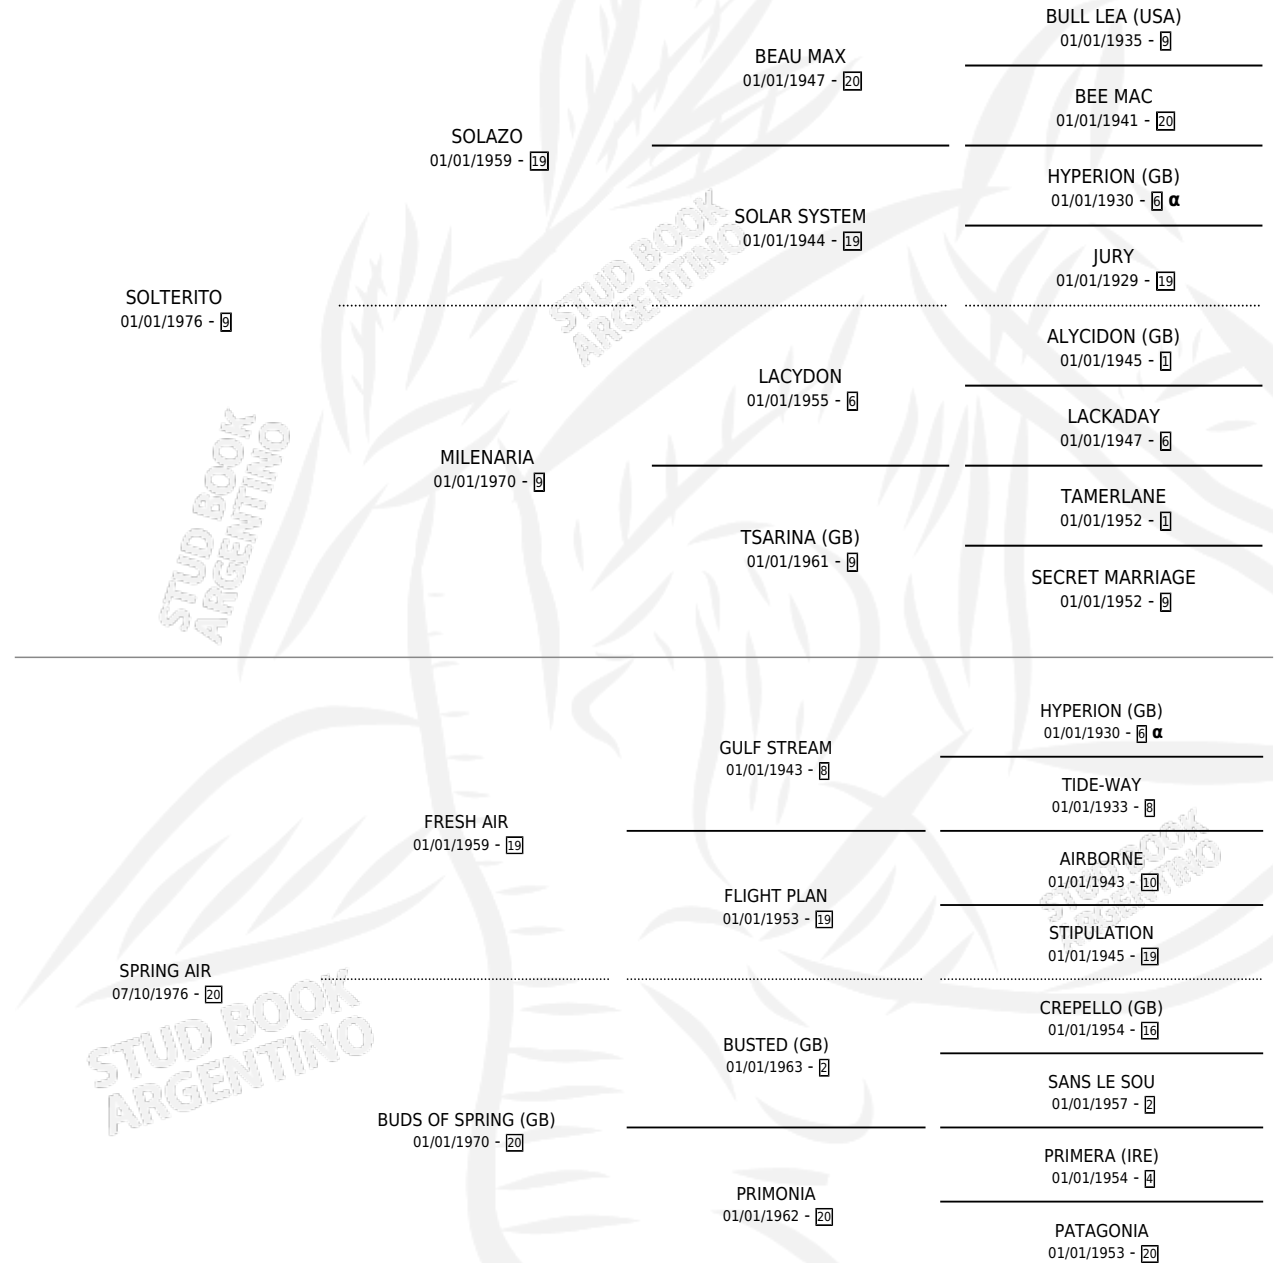 BULL LEA (USA)
01/01/1935 - 9
BEAU MAX
01/01/1947 - 20
BEE MAC
01/01/1941 - 20
SOLAZO
01/01/1959 - 19
HYPERION (GB)
01/01/1930 - 6 α
SOLAR SYSTEM
01/01/1944 - 19
JURY
01/01/1929 - 19
SOLTERITO
01/01/1976 - 9
ALYCIDON (GB)
01/01/1945 - 1
LACYDON
01/01/1955 - 6
LACKADAY
01/01/1947 - 6
MILENARIA
01/01/1970 - 9
TAMERLANE
01/01/1952 - 1
TSARINA (GB)
01/01/1961 - 9
SECRET MARRIAGE
01/01/1952 - 9
HYPERION (GB)
01/01/1930 - 6 α
GULF STREAM
01/01/1943 - 8
TIDE-WAY
01/01/1933 - 8
FRESH AIR
01/01/1959 - 19
AIRBORNE
01/01/1943 - 10
FLIGHT PLAN
01/01/1953 - 19
STIPULATION
01/01/1945 - 19
SPRING AIR
07/10/1976 - 20
CREPELLO (GB)
01/01/1954 - 16
BUSTED (GB)
01/01/1963 - 2
SANS LE SOU
01/01/1957 - 2
BUDS OF SPRING (GB)
01/01/1970 - 20
PRIMERA (IRE)
01/01/1954 - 4
PRIMONIA
01/01/1962 - 20
PATAGONIA
01/01/1953 - 20
STUD BOOK
ARGENTINO
STUD BOOK
ARGENTINO
STUD BOOK
ARGENTINO
STUD BOOK
ARGENTINO